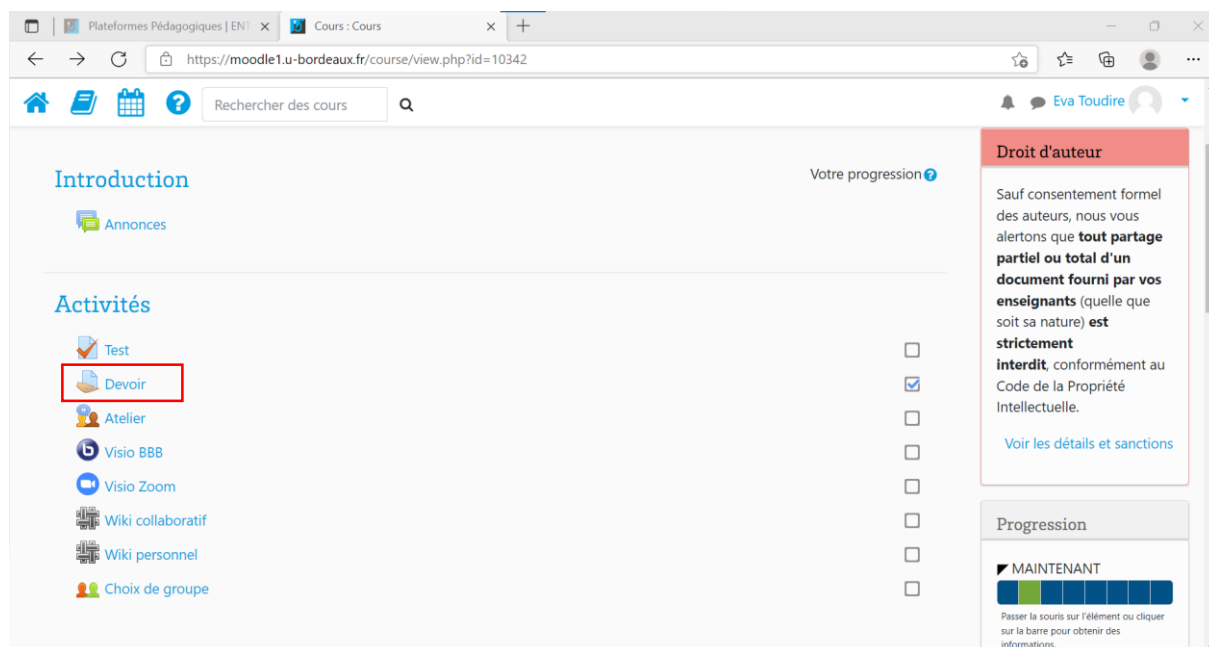 Plateformes Pédagogiques | ENT
Cours : Cours
https://moodle1.u-bordeaux.fr/course/view.php?id=10342
Rechercher des cours
Eva Toudire
Introduction
Votre progression
Annonces
Activités
Test
Devoir
Atelier
Visio BBB
Visio Zoom
Wiki collaboratif
Wiki personnel
Choix de groupe
Droit d'auteur
Sauf consentement formel
des auteurs, nous vous
alertons que tout partage
partiel ou total d'un
document fourni par vos
enseignants (quelle que
soit sa nature) est
strictement
interdit, conformément au
Code de la Propriété
Intellectuelle.
Voir les détails et sanctions
Progression
MAINTENANT
Passer la souris sur l'élément ou cliquer
sur la barre pour obtenir des
informations.